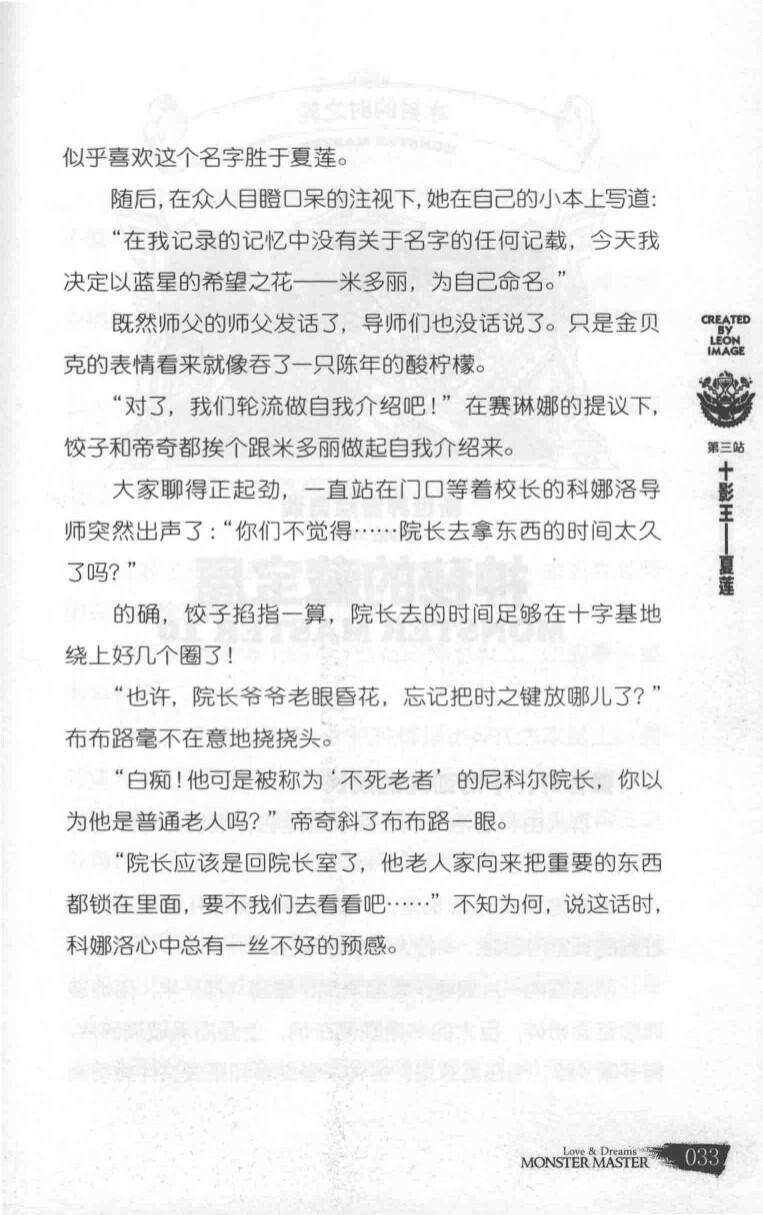 似乎喜欢这个名字胜于夏莲。
随后，在众人目瞪口呆的注视下，她在自己的小本上写道：
“在我记录的记忆中没有关于名字的任何记载，今天我
决定以蓝星的希望之花——米多丽，为自己命名。”
既然师父的师父发话了，导师们也没话说了。只是金贝
克的表情看来就像吞了一只陈年的酸柠檬。
“对了，我们轮流做自我介绍吧！”在赛琳娜的提议下，
饺子和帝奇都挨个跟米多丽做起自我介绍来。
大家聊得正起劲，一直站在门口等着校长的科娜洛导
师突然出声了：“你们不觉得……院长去拿东西的时间太久
了吗？”
的确，饺子掐指一算，院长去的时间足够在十字基地
绕上好几个圈了！
“也许，院长爷爷老眼昏花，忘记把时之键放哪儿了？”
布布路毫不在意地挠挠头。
“白痴！他可是被称为‘不死老者’的尼科尔院长，你以
为他是普通老人吗？”帝奇斜了布布路一眼。
“院长应该是回院长室了，他老人家向来把重要的东西
都锁在里面，要不我们去看看吧……”不知为何，说这话时，
科娜洛心中总有一丝不好的预感。
CREATED
BY
LEON
IMAGE
第三站
十影王——夏莲
Love & Dreams
MONSTER MASTER
033